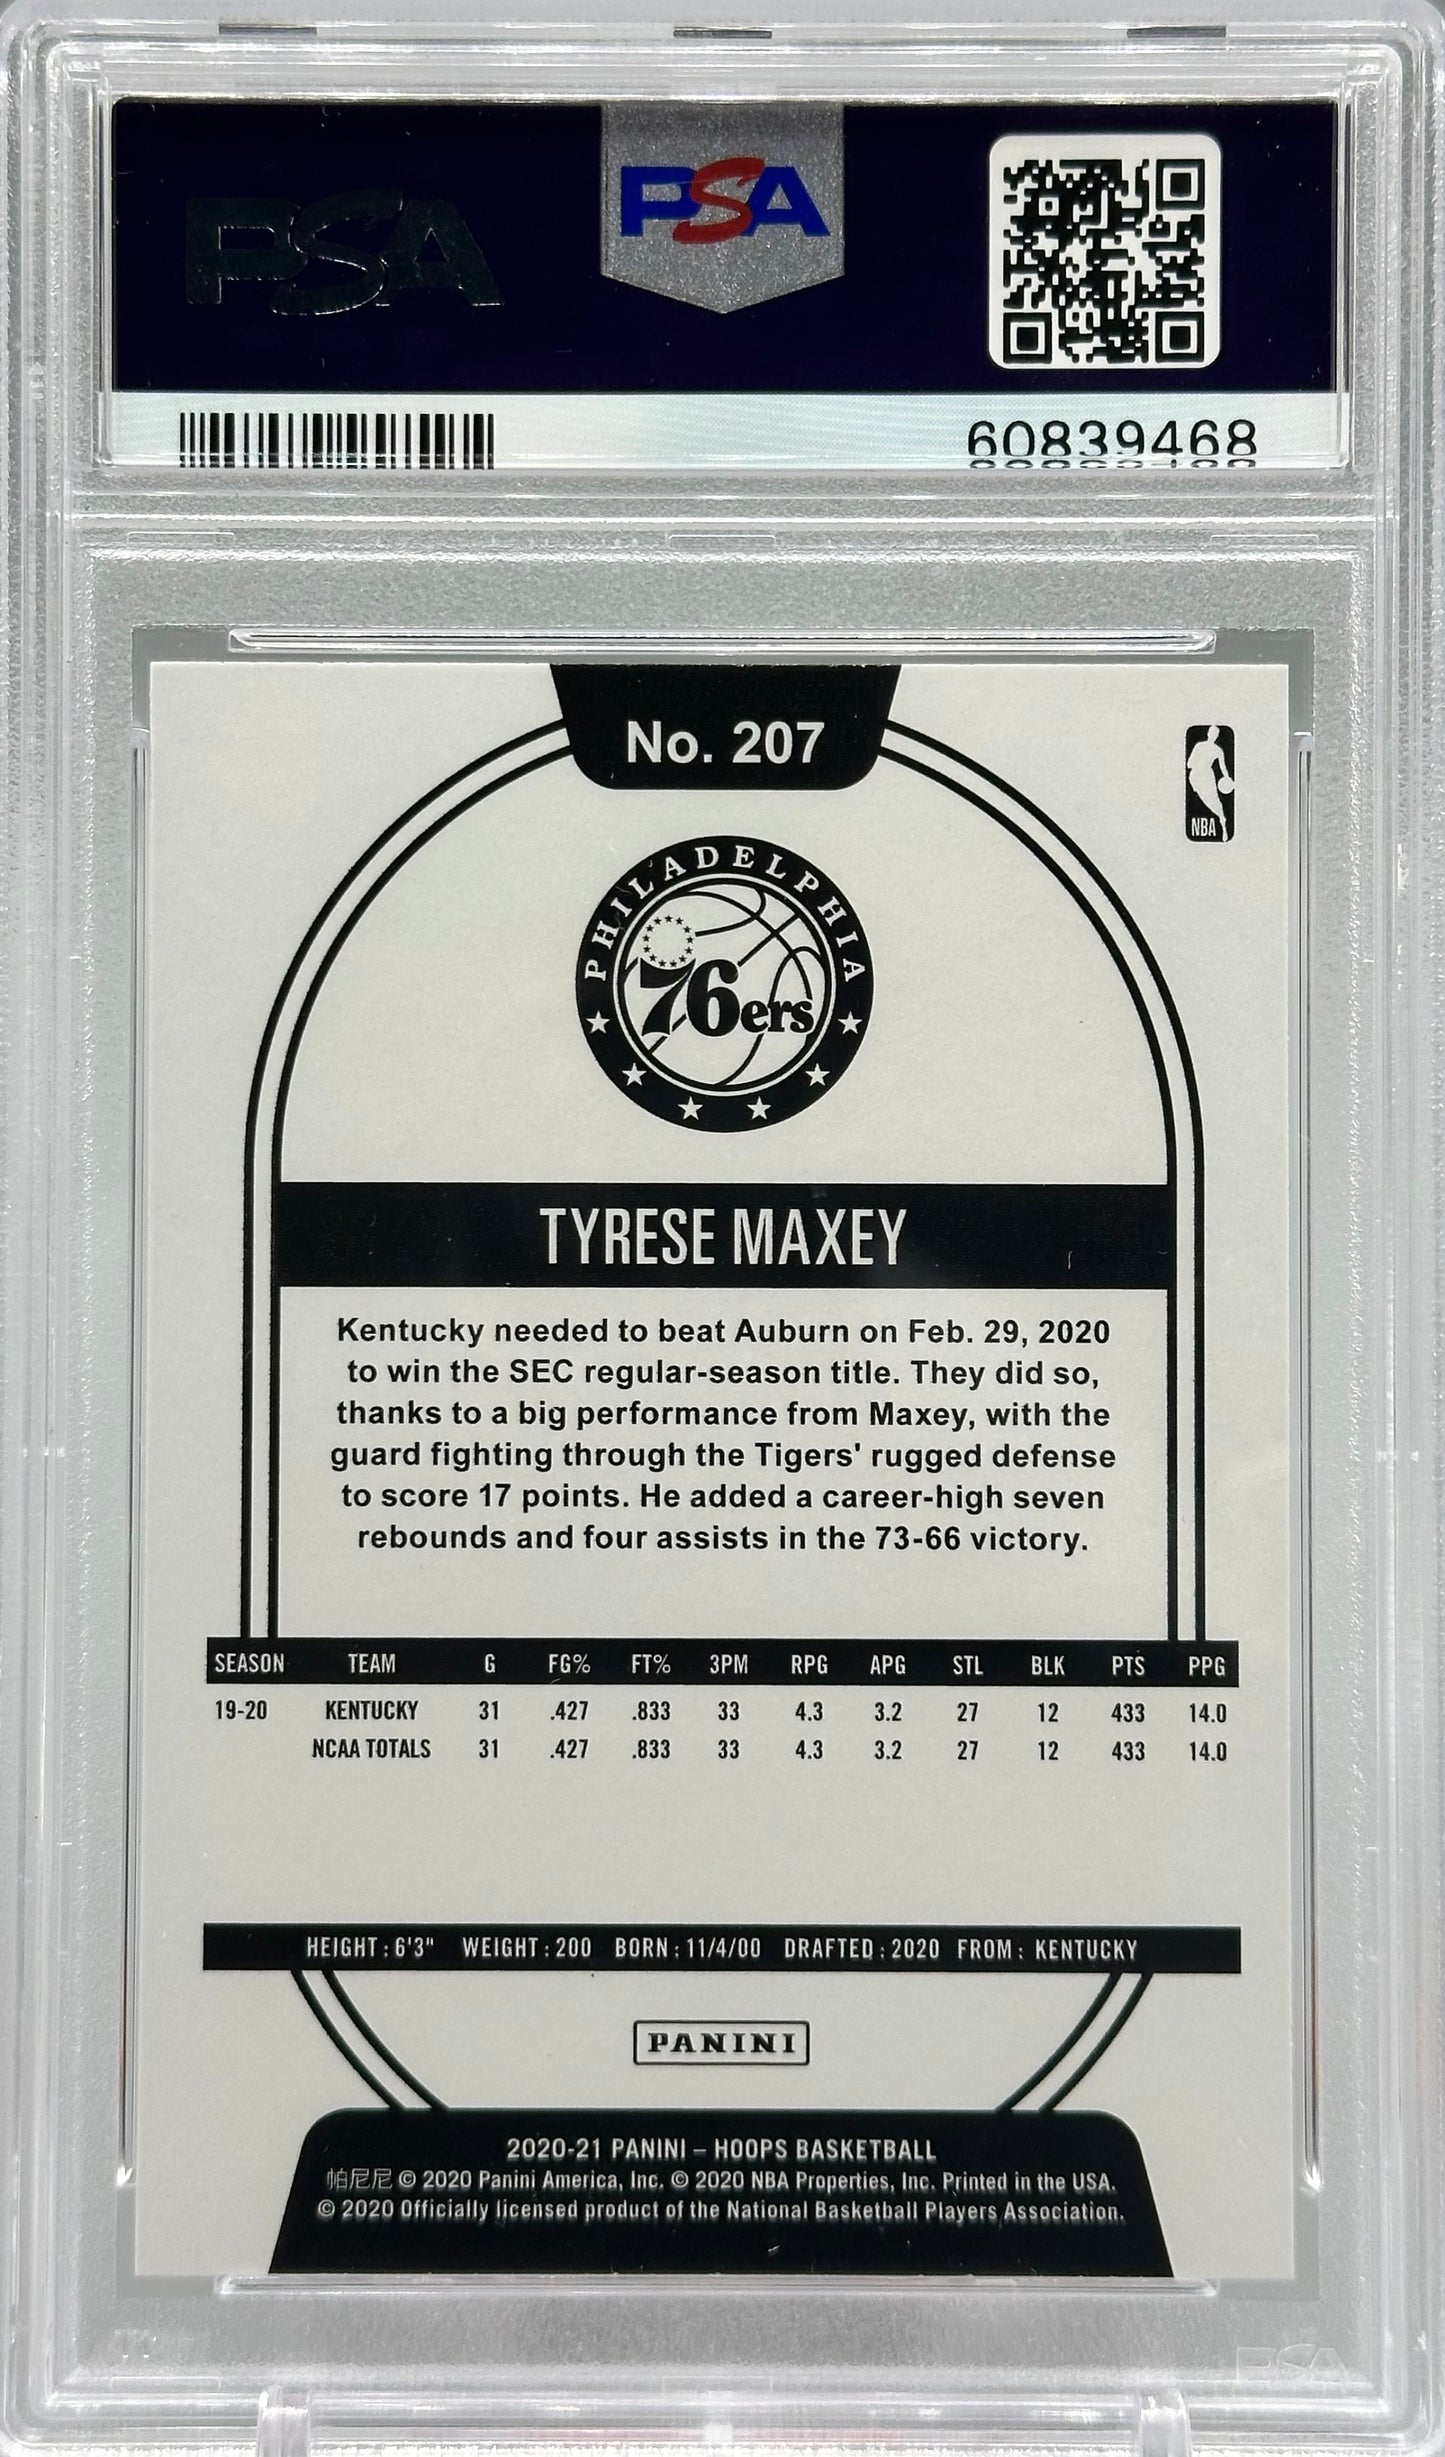 PSA
PSA
60839468
No. 207
NBA
PHILADELPHIA
76ers
TYRESE MAXEY
Kentucky needed to beat Auburn on Feb. 29, 2020
to win the SEC regular-season title. They did so,
thanks to a big performance from Maxey, with the
guard fighting through the Tigers' rugged defense
to score 17 points. He added a career-high seven
rebounds and four assists in the 73-66 victory.
SEASON TEAM G FG% FT% 3PM RPG APG STL BLK PTS PPG
19-20 KENTUCKY 31 .427 .833 33 4.3 3.2 27 12 433 14.0
NCAA TOTALS 31 .427 .833 33 4.3 3.2 27 12 433 14.0
HEIGHT: 6'3" WEIGHT: 200 BORN: 11/4/00 DRAFTED: 2020 FROM: KENTUCKY
PANINI
2020-21 PANINI – HOOPS BASKETBALL
帕尼尼 © 2020 Panini America, Inc. © 2020 NBA Properties, Inc. Printed in the USA.
© 2020 Officially licensed product of the National Basketball Players Association.
PSA